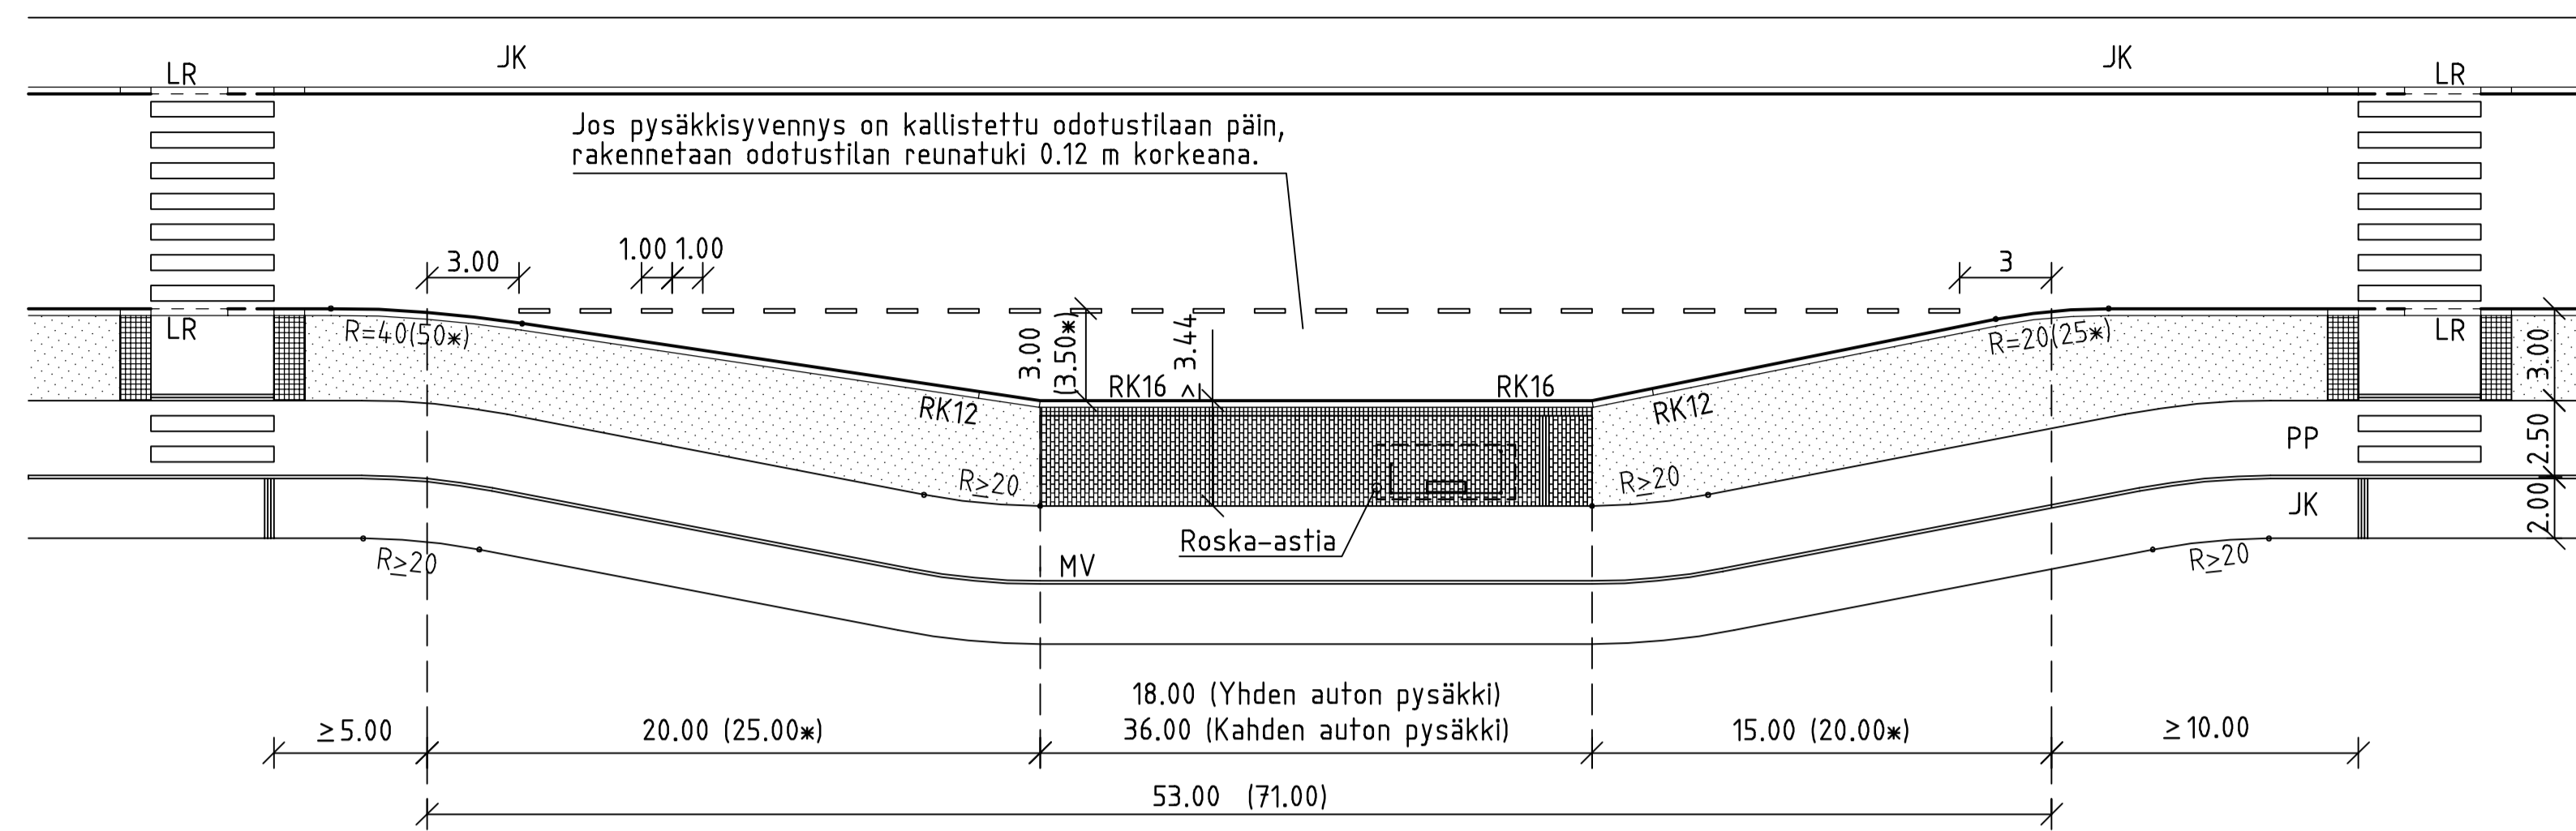 JK
JK
LR
LR
Jos pysäkkisyvennys on kallistettu odotustilaan päin,
rakennetaan odotustilan reunatuki 0.12 m korkeana.
3.00
1.00 1.00
3
LR
R=40(50*)
3.00
(3.50*)
≥ 3.44
R=20(25*)
LR
3.00
RK16
RK16
RK12
RK12
PP
2.50
R≥20
R≥20
JK
2.00
Roska-astia
R≥20
MV
R≥20
18.00 (Yhden auton pysäkki)
≥5.00
20.00 (25.00*)
36.00 (Kahden auton pysäkki)
15.00 (20.00*)
≥10.00
53.00 (71.00)